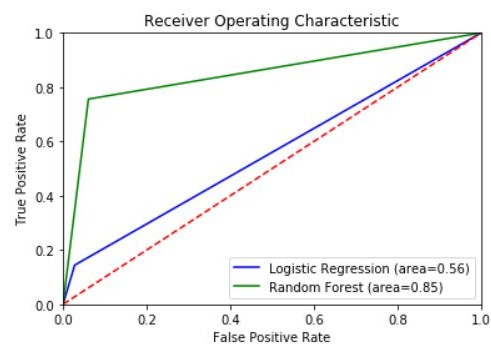 Receiver Operating Characteristic
1.0
0.8
0.6
0.4
0.2
0.0
True Positive Rate
Logistic Regression (area=0.56)
Random Forest (area=0.85)
0.0 0.2 0.4 0.6 0.8 1.0
False Positive Rate